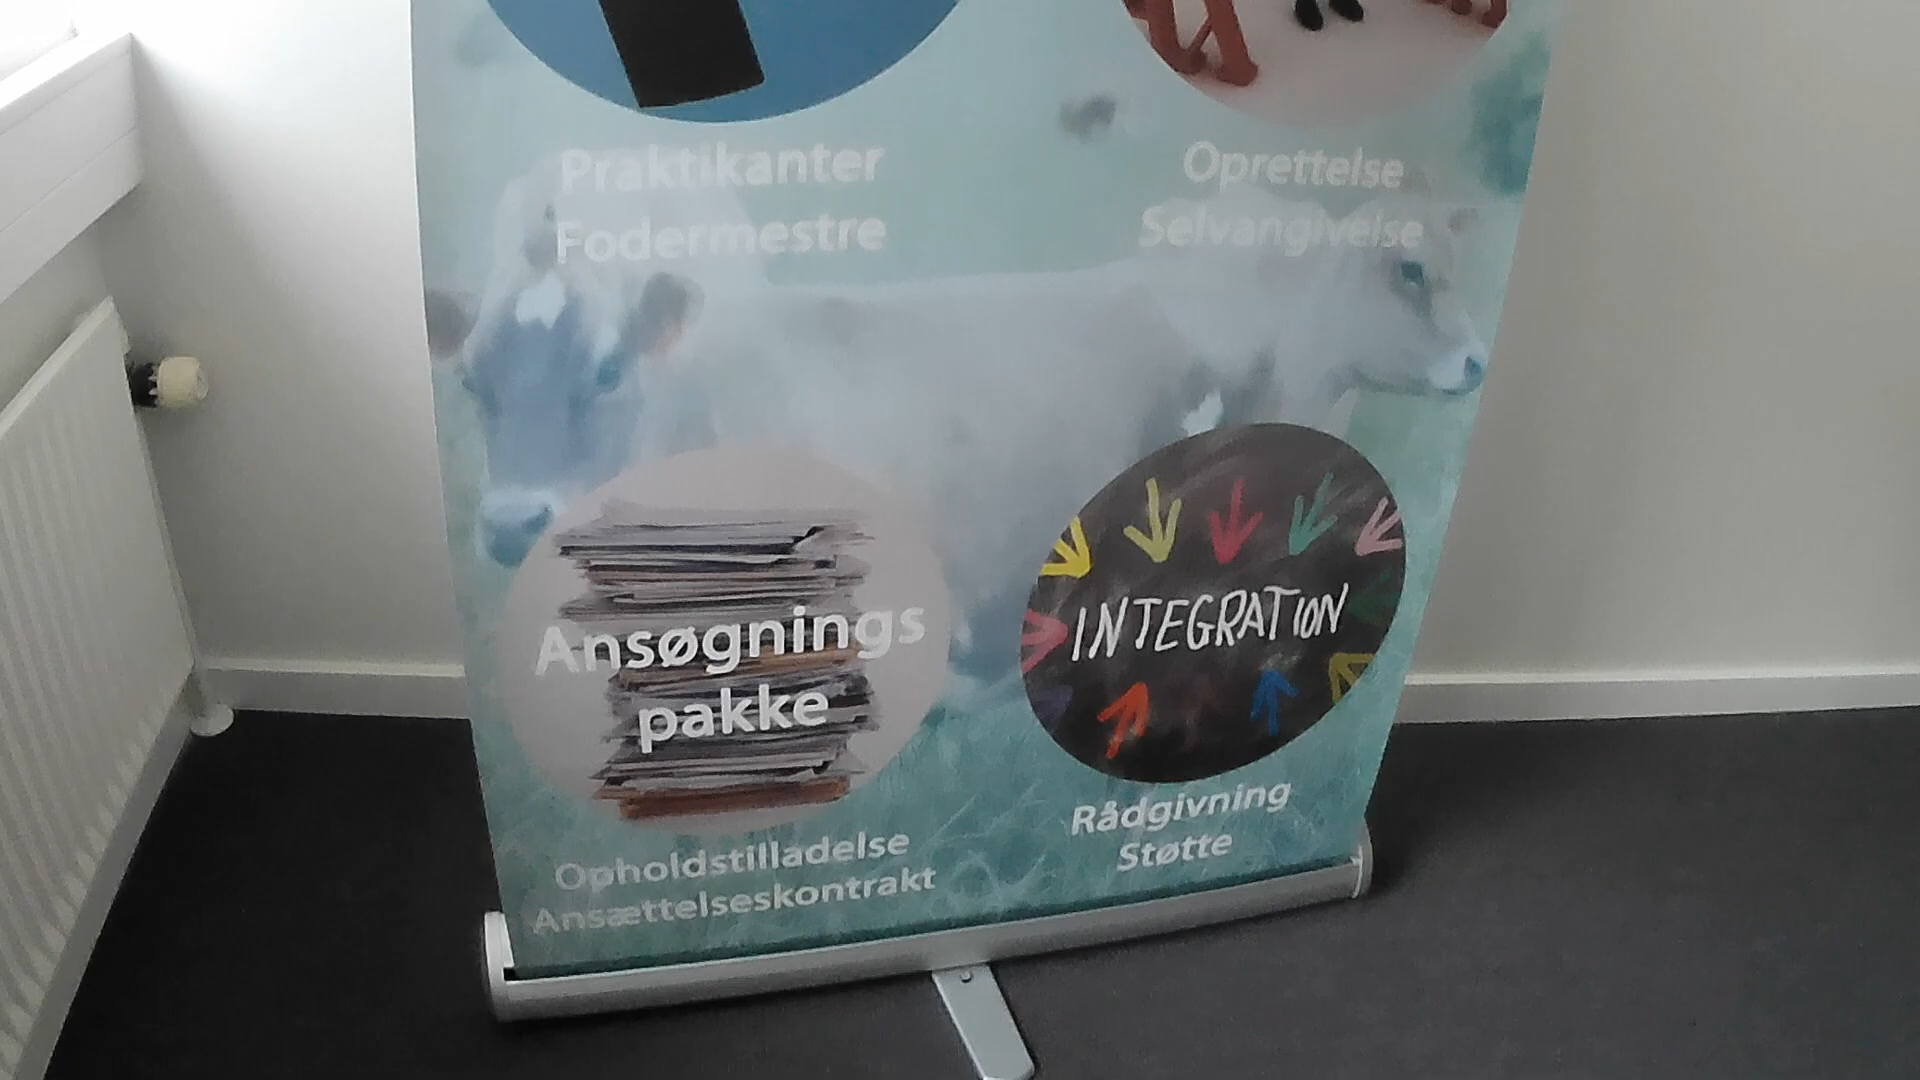 Praktikanter
Fodermestre
Oprettelse
Selvangivelse
Ansøgnings
pakke
Opholdstilladelse
Ansættelseskontrakt
INTEGRATION
Rådgivning
Støtte